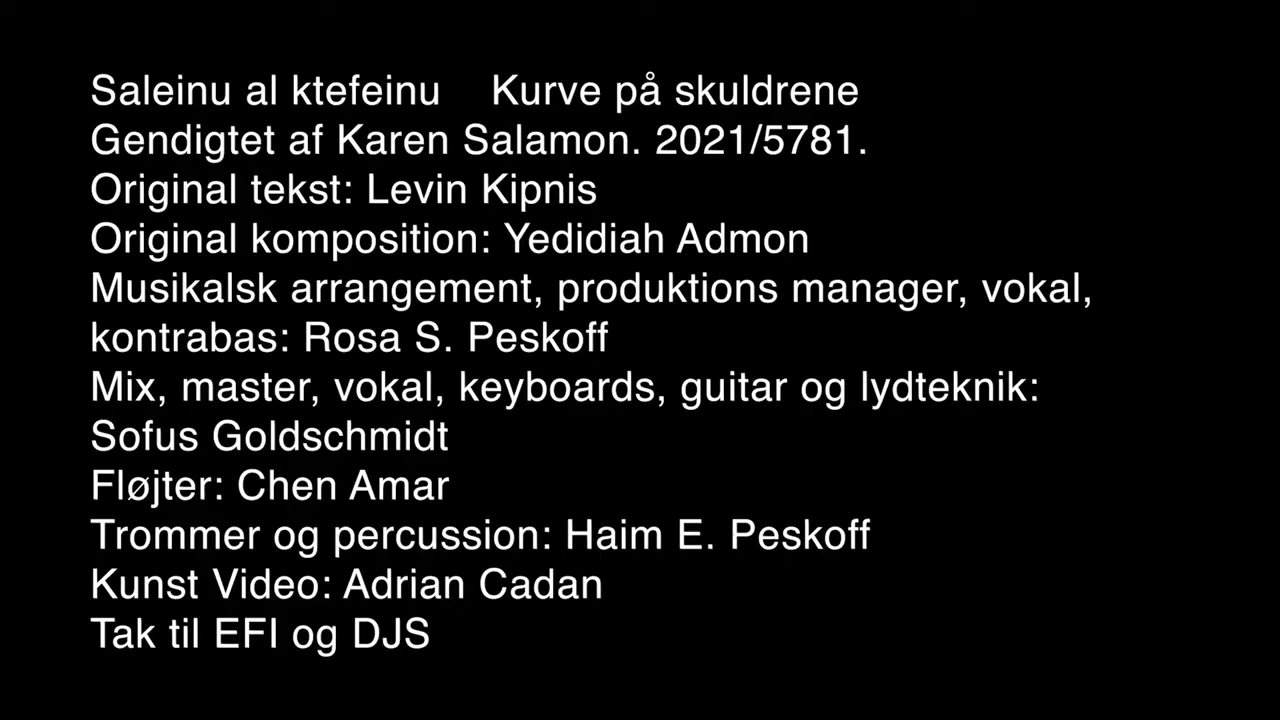 Saleinu al ktefeinu    Kurve på skuldrene
Gendigtet af Karen Salamon. 2021/5781.
Original tekst: Levin Kipnis
Original komposition: Yedidiah Admon
Musikalsk arrangement, produktions manager, vokal,
kontrabas: Rosa S. Peskoff
Mix, master, vokal, keyboards, guitar og lydteknik:
Sofus Goldschmidt
Fløjter: Chen Amar
Trommer og percussion: Haim E. Peskoff
Kunst Video: Adrian Cadan
Tak til EFI og DJS